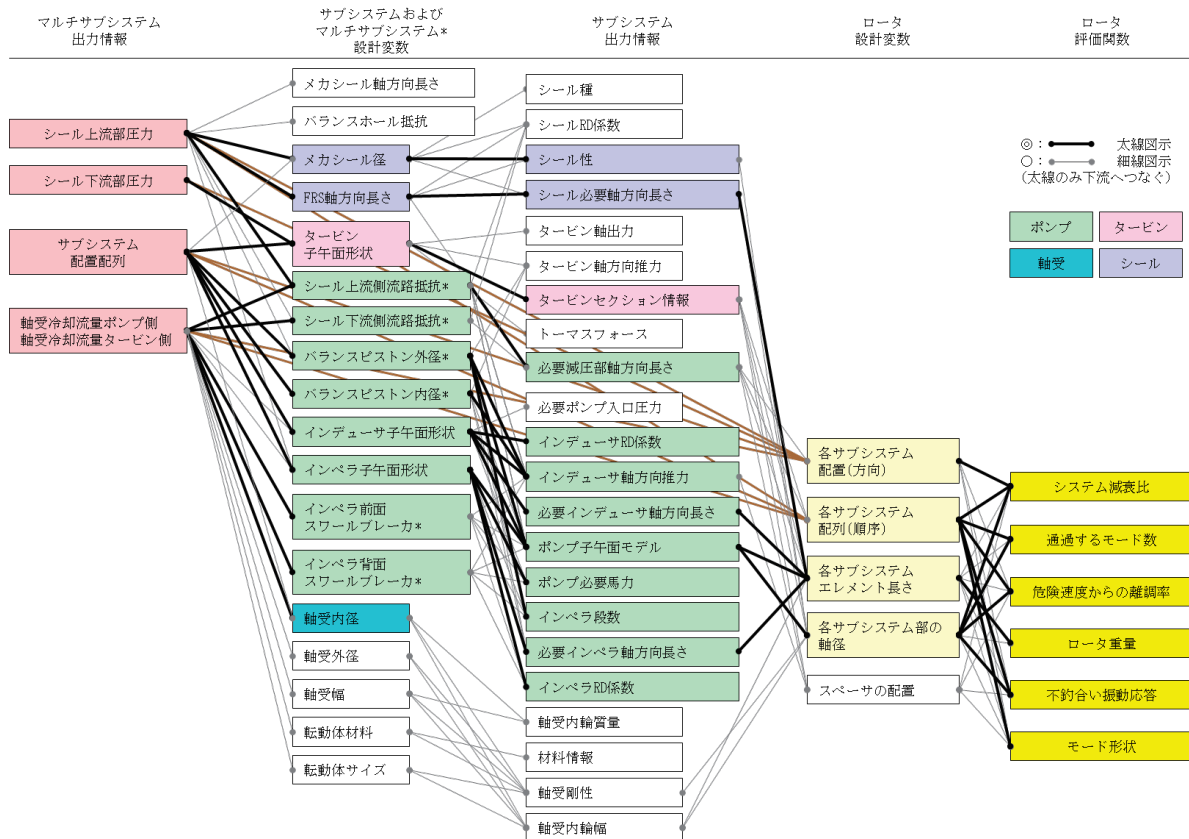 マルチサブシステム
出力情報
サブシステムおよび
マルチサブシステム*
設計変数
サブシステム
出力情報
ロータ
設計変数
ロータ
評価関数
シール上流部圧力
シール下流部圧力
サブシステム
配置配列
軸受冷却流量ポンプ側
軸受冷却流量タービン側
メカシール軸方向長さ
バランスホール抵抗
メカシール径
FRS軸方向長さ
タービン
子午面形状
シール上流側流路抵抗*
シール下流側流路抵抗*
バランスピストン外径*
バランスピストン内径*
インデューサ子午面形状
インペラ子午面形状
インペラ前面
スワールブレーカ*
インペラ背面
スワールブレーカ*
軸受内径
軸受外径
軸受幅
転動体材料
転動体サイズ
シール種
シールRD係数
シール性
シール必要軸方向長さ
タービン軸出力
タービン軸方向推力
タービンセクション情報
トーマスフォース
必要減圧部軸方向長さ
必要ポンプ入口圧力
インデューサRD係数
インデューサ軸方向推力
必要インデューサ軸方向長さ
ポンプ子午面モデル
ポンプ必要馬力
インペラ段数
必要インペラ軸方向長さ
インペラRD係数
軸受内輪質量
材料情報
軸受剛性
軸受内輪幅
各サブシステム
配置(方向)
各サブシステム
配列(順序)
各サブシステム
エレメント長さ
各サブシステム部の
軸径
スペーサの配置
システム減衰比
通過するモード数
危険速度からの離調率
ロータ重量
不釣合い振動応答
モード形状
◎: 太線図示
○: 細線図示
(太線のみ下流へつなぐ)
ポンプ
タービン
軸受
シール